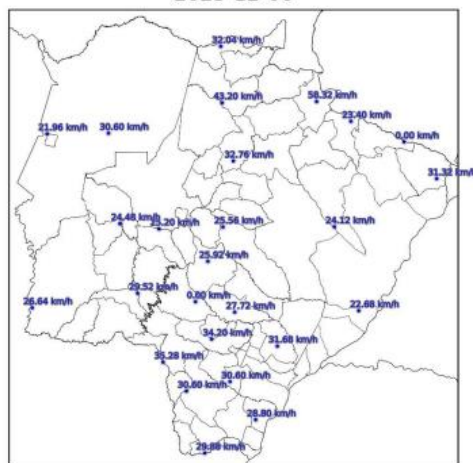 32.04 km/h
43.20 km/h
58.32 km/h
23.40 km/h
21.96 km/h
30.60 km/h
0.00 km/h
32.76 km/h
31.32 km/h
24.48 km/h
25.56 km/h
24.12 km/h
25.92 km/h
29.52 km/h
0.00 km/h
26.64 km/h
27.72 km/h
22.68 km/h
34.20 km/h
31.68 km/h
35.28 km/h
30.60 km/h
30.60 km/h
28.80 km/h
29.88 km/h